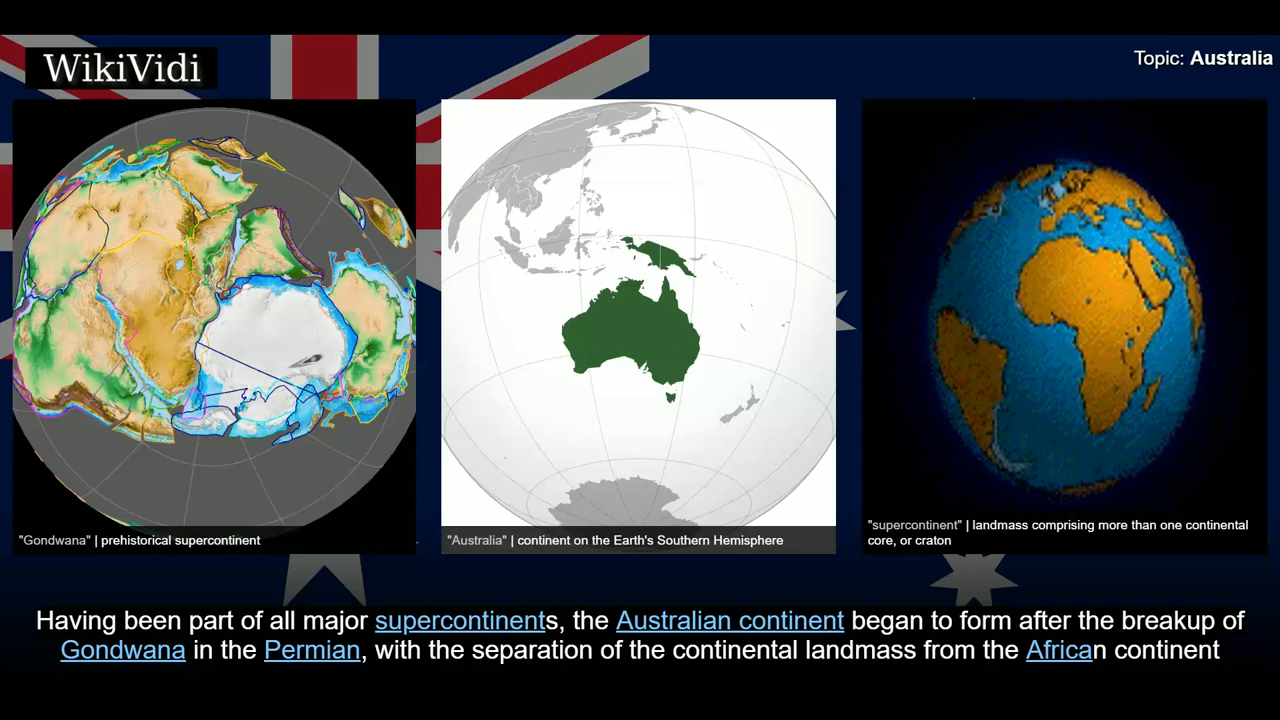 WikiVidi
Topic: Australia
"Gondwana" | prehistorical supercontinent
"Australia" | continent on the Earth's Southern Hemisphere
"supercontinent" | landmass comprising more than one continental
core, or craton
Having been part of all major supercontinents, the Australian continent began to form after the breakup of
Gondwana in the Permian, with the separation of the continental landmass from the African continent